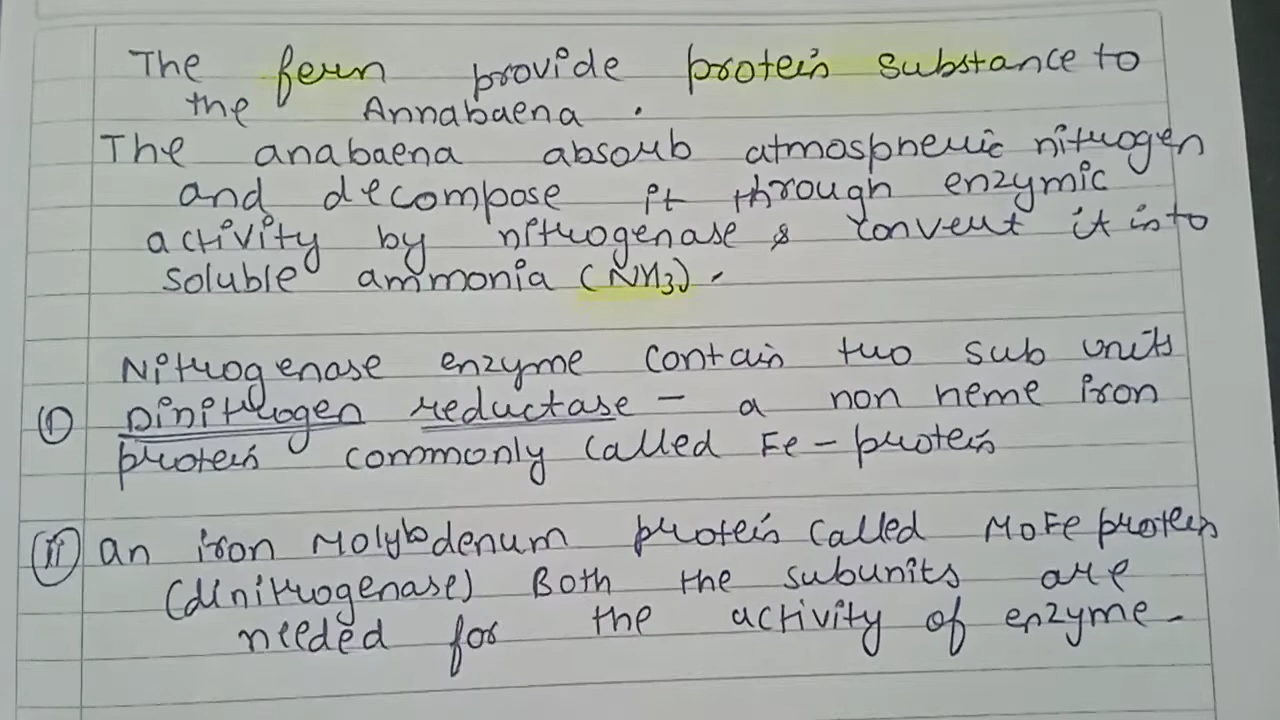 The fern provide protein substance to
the Annabaena .
The anabaena absorb atmospheric nitrogen
and decompose it through enzymic
activity by nitrogenase & convert it into
soluble ammonia (NH3).
Nitrogenase enzyme contain two sub units
(I) Dinitrogen reductase - a non heme iron
protein commonly called Fe-protein
(II) an iron Molybdenum protein called MoFe protein
(dinitrogenase) Both the subunits are
needed for the activity of enzyme.